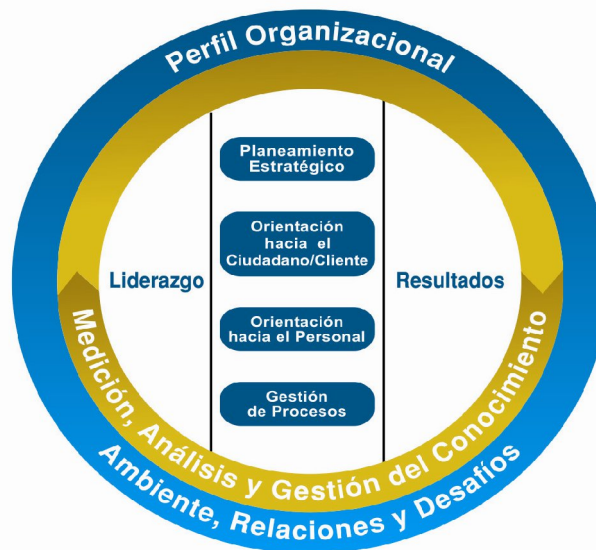 Perfil Organizacional
Planeamiento
Estratégico
Orientación
hacia el
Ciudadano/Cliente
Liderazgo
Resultados
Orientación
hacia el Personal
Gestión
de Procesos
Medición, Análisis y Gestión del Conocimiento
Ambiente, Relaciones y Desafíos